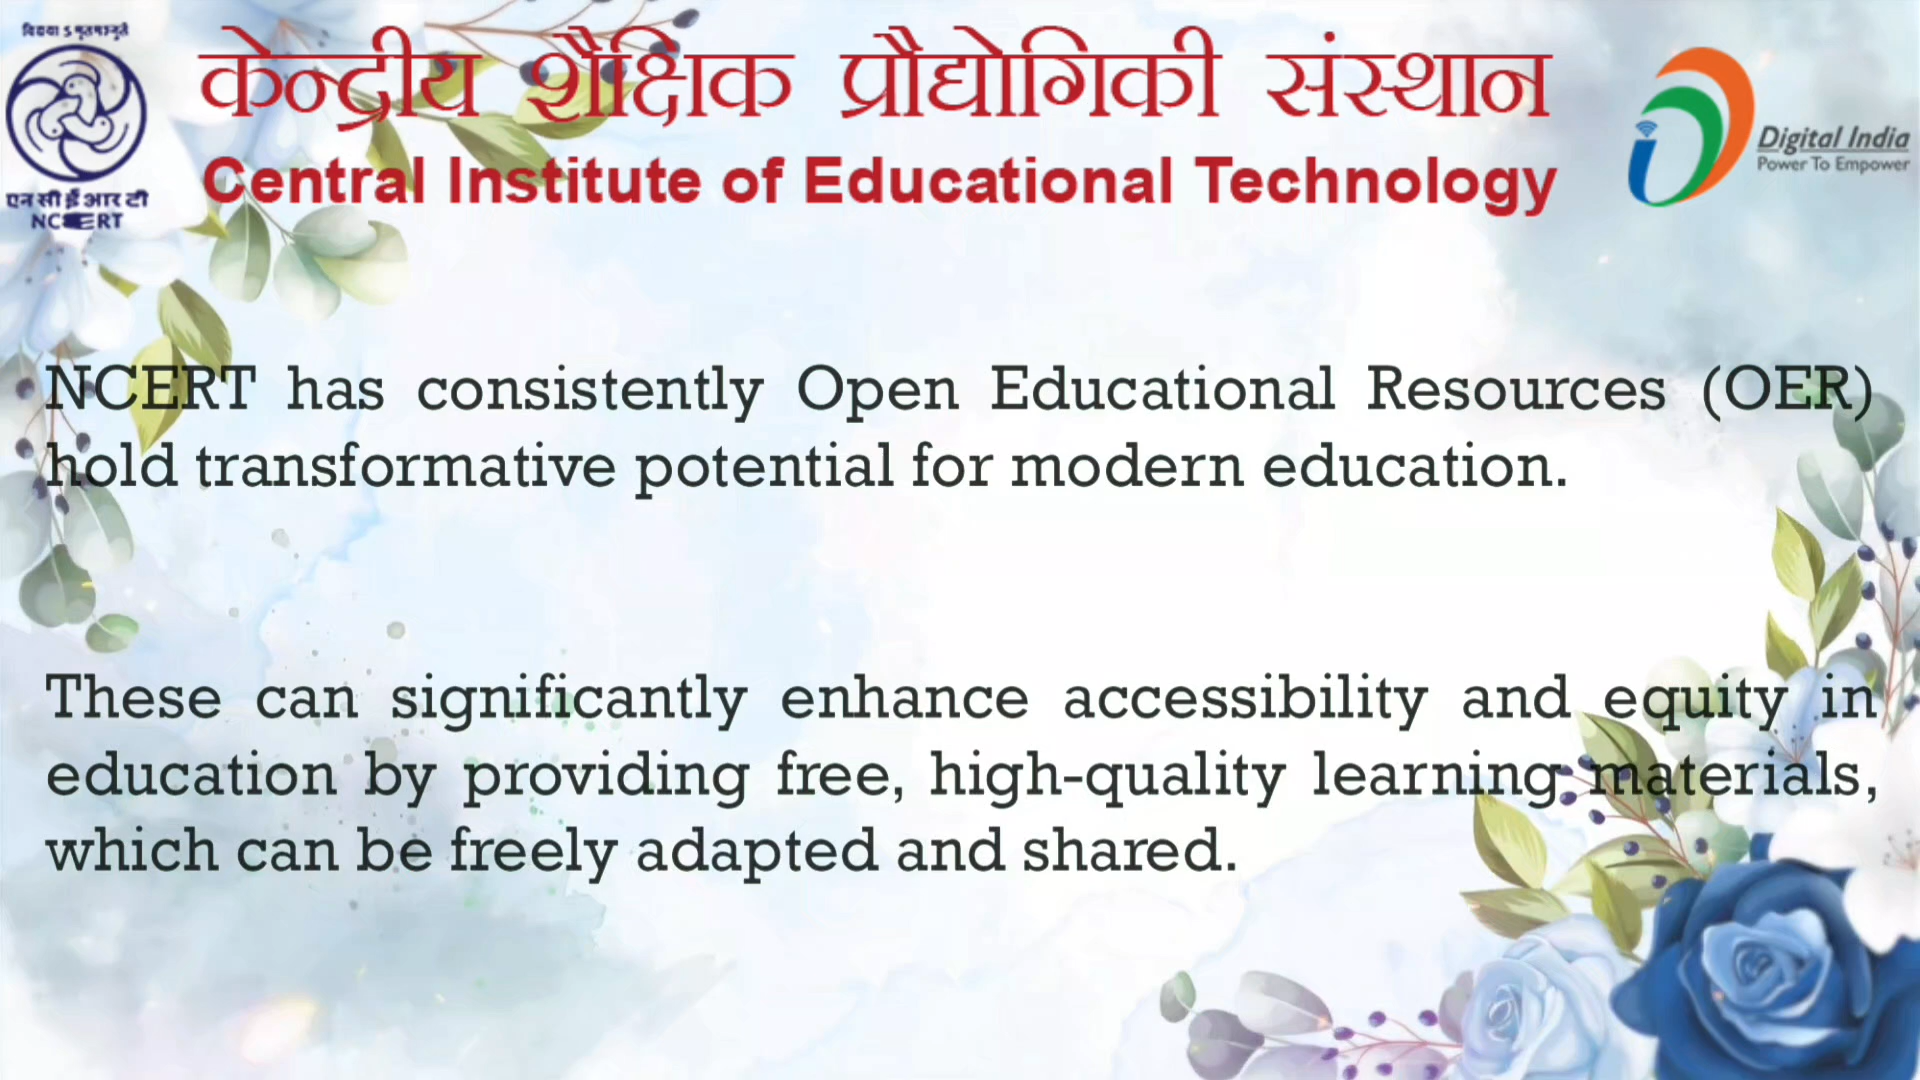 विद्यया ऽ मृतमश्नुते
एन सी ई आर टी
NCERT
केन्द्रीय शैक्षिक प्रौद्योगिकी संस्थान
Central Institute of Educational Technology
Digital India
Power To Empower
NCERT has consistently Open Educational Resources (OER)
hold transformative potential for modern education.
These can significantly enhance accessibility and equity in
education by providing free, high-quality learning materials,
which can be freely adapted and shared.